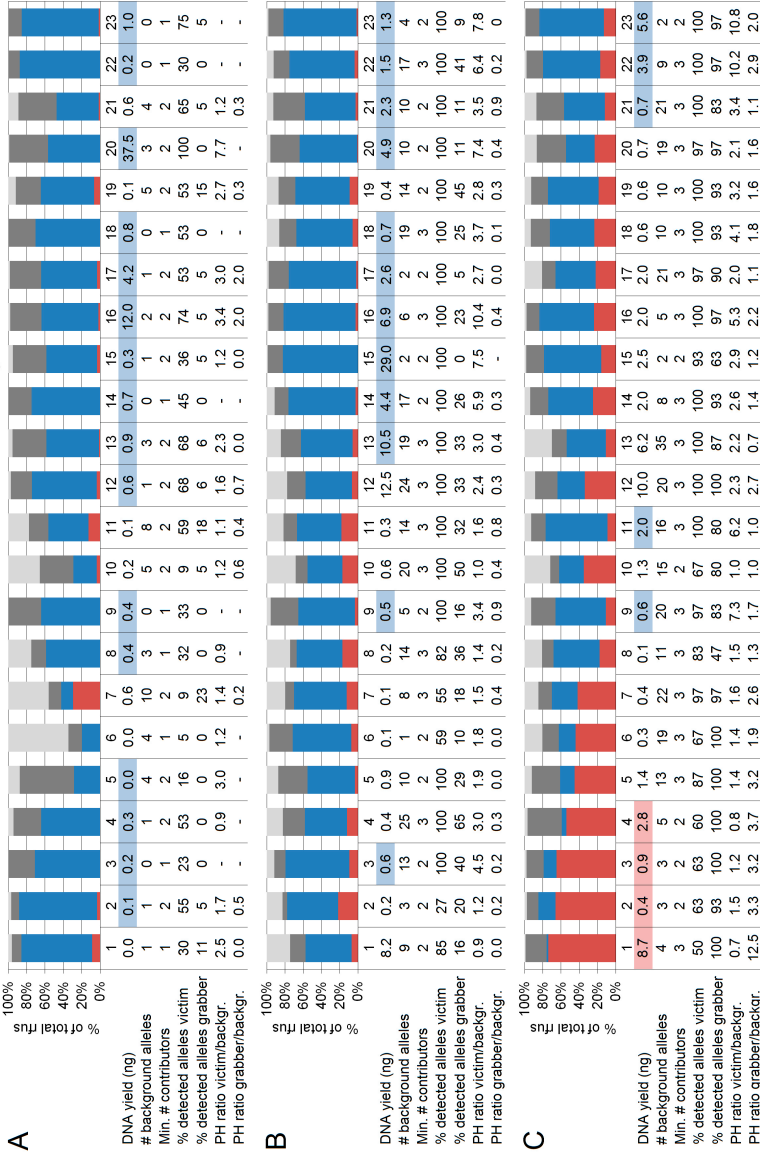 A
100%
80%
60%
40%
20%
0%
% of total rfus
1 2 3 4 5 6 7 8 9 10 11 12 13 14 15 16 17 18 19 20 21 22 23
DNA yield (ng) 0.0 0.1 0.2 0.3 0.0 0.0 0.6 0.4 0.4 0.2 0.1 0.6 0.9 0.7 0.3 12.0 4.2 0.8 0.1 37.5 0.6 0.2 1.0
# background alleles 1 1 0 1 4 4 10 3 0 5 8 1 3 0 1 2 1 0 5 3 4 0 0
Min. # contributors 1 2 1 2 2 1 2 1 1 2 2 2 2 1 2 2 2 1 2 2 2 1 1
% detected alleles victim 30 55 23 53 16 5 9 32 33 9 59 68 68 45 36 74 53 53 53 100 65 30 75
% detected alleles grabber 11 5 0 0 0 0 23 0 0 5 18 6 6 0 5 5 5 0 15 0 5 0 5
PH ratio victim/backgr. 2.5 1.7 - 0.9 3.0 1.2 1.4 0.9 - 1.2 1.1 1.6 2.3 - 1.2 3.4 3.0 - 2.7 7.7 1.2 - -
PH ratio grabber/backgr. 0.0 0.5 - - - - 0.2 - - 0.6 0.4 0.7 0.0 - 0.0 2.0 2.0 - 0.3 - 0.3 - -
B
100%
80%
60%
40%
20%
0%
% of total rfus
1 2 3 4 5 6 7 8 9 10 11 12 13 14 15 16 17 18 19 20 21 22 23
DNA yield (ng) 8.2 0.2 0.6 0.4 0.9 0.1 0.1 0.2 0.5 0.6 0.3 12.5 10.5 4.4 29.0 6.9 2.6 0.7 0.4 4.9 2.3 1.5 1.3
# background alleles 9 3 13 25 10 1 8 14 5 20 14 24 19 17 2 6 2 19 14 10 10 17 4
Min. # contributors 3 2 2 2 2 2 3 3 2 3 3 3 3 3 2 2 2 2 2 2 2 3 2
% detected alleles victim 85 27 100 100 100 59 55 82 100 100 100 100 100 100 100 100 100 100 100 100 100 100 100
% detected alleles grabber 16 20 40 65 29 10 18 36 16 50 32 33 33 26 0 23 5 25 45 11 11 41 9
PH ratio victim/backgr. 0.9 1.2 4.5 3.0 1.9 1.8 1.5 1.4 3.4 1.0 1.6 2.4 3.0 5.9 7.5 10.4 2.7 3.7 2.8 7.4 3.5 6.4 7.8
PH ratio grabber/backgr. 0.2 0.2 0.2 0.3 0.0 0.0 0.4 0.2 0.9 0.4 0.8 0.3 0.4 0.3 - 0.4 0.0 0.1 0.3 0.4 0.9 0.2 0
C
100%
80%
60%
40%
20%
0%
% of total rfus
1 2 3 4 5 6 7 8 9 10 11 12 13 14 15 16 17 18 19 20 21 22 23
DNA yield (ng) 8.7 0.4 0.9 2.8 1.4 0.3 0.4 0.1 0.6 1.3 2.0 10.0 6.2 2.0 2.5 2.0 2.0 0.6 0.6 0.7 0.7 3.9 5.6
# background alleles 4 3 3 5 13 19 22 11 20 15 16 20 35 8 2 5 21 10 10 19 21 9 2
Min. # contributors 3 2 2 2 3 3 3 2 3 2 3 3 3 3 2 3 3 3 3 3 3 3 2
% detected alleles victim 50 63 63 60 87 67 97 83 97 67 100 100 100 100 93 100 97 100 100 97 100 100 100
% detected alleles grabber 100 93 100 100 100 100 97 47 83 80 80 100 87 93 63 97 90 93 93 97 83 97 97
PH ratio victim/backgr. 0.7 1.5 1.2 0.8 1.4 1.4 1.6 1.5 7.3 1.0 6.2 2.3 2.2 2.6 2.9 5.3 2.0 4.1 3.2 2.1 3.4 10.2 10.8
PH ratio grabber/backgr. 12.5 3.3 3.2 3.7 3.2 1.9 2.6 1.3 1.7 1.0 1.0 2.7 0.7 1.4 1.2 2.2 1.1 1.8 1.6 1.6 1.1 2.9 2.0